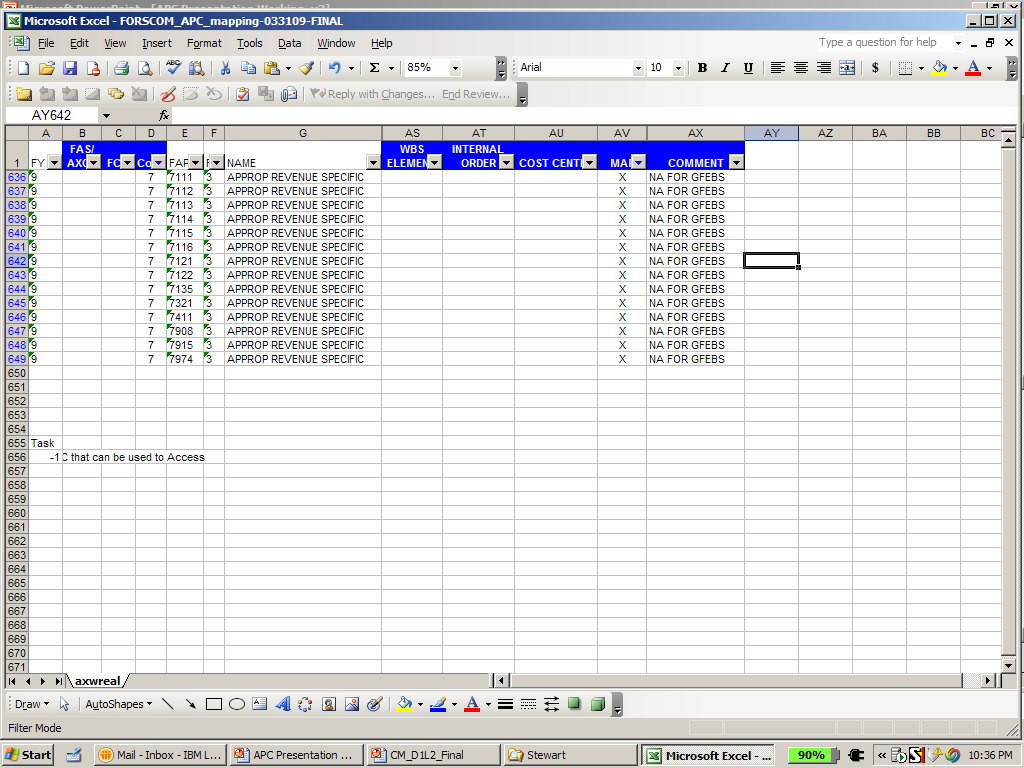 Microsoft Excel - FORSCOM_APC_mapping-033109-FINAL
File Edit View Insert Format Tools Data Window Help Type a question for help
85% Arial 10 B I U $ A
Reply with Changes... End Review...
AY642 fx
A B C D E F G AS AT AU AV AX AY AZ BA BB BC
FAS/ WBS INTERNAL
1 FY AXC FC Co FAP F NAME ELEMEN ORDER COST CENT MAI COMMENT
636 9 7 7111 3 APPROP REVENUE SPECIFIC X NA FOR GFEBS
637 9 7 7112 3 APPROP REVENUE SPECIFIC X NA FOR GFEBS
638 9 7 7113 3 APPROP REVENUE SPECIFIC X NA FOR GFEBS
639 9 7 7114 3 APPROP REVENUE SPECIFIC X NA FOR GFEBS
640 9 7 7115 3 APPROP REVENUE SPECIFIC X NA FOR GFEBS
641 9 7 7116 3 APPROP REVENUE SPECIFIC X NA FOR GFEBS
642 9 7 7121 3 APPROP REVENUE SPECIFIC X NA FOR GFEBS
643 9 7 7122 3 APPROP REVENUE SPECIFIC X NA FOR GFEBS
644 9 7 7135 3 APPROP REVENUE SPECIFIC X NA FOR GFEBS
645 9 7 7321 3 APPROP REVENUE SPECIFIC X NA FOR GFEBS
646 9 7 7411 3 APPROP REVENUE SPECIFIC X NA FOR GFEBS
647 9 7 7908 3 APPROP REVENUE SPECIFIC X NA FOR GFEBS
648 9 7 7915 3 APPROP REVENUE SPECIFIC X NA FOR GFEBS
649 9 7 7974 3 APPROP REVENUE SPECIFIC X NA FOR GFEBS
650
651
652
653
654
655 Task
656 -1 C that can be used to Access
657
658
659
660
661
662
663
664
665
666
667
668
669
670
671
axwreal
Draw AutoShapes A
Filter Mode
Start Mail - Inbox - IBM L... APC Presentation ... CM_D1L2_Final Stewart Microsoft Excel - ... 90% 10:36 PM